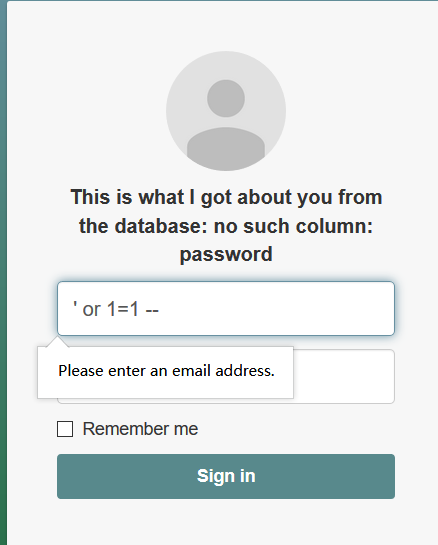 This is what I got about you from
the database: no such column:
password
' or 1=1 --
Please enter an email address.
Remember me
Sign in